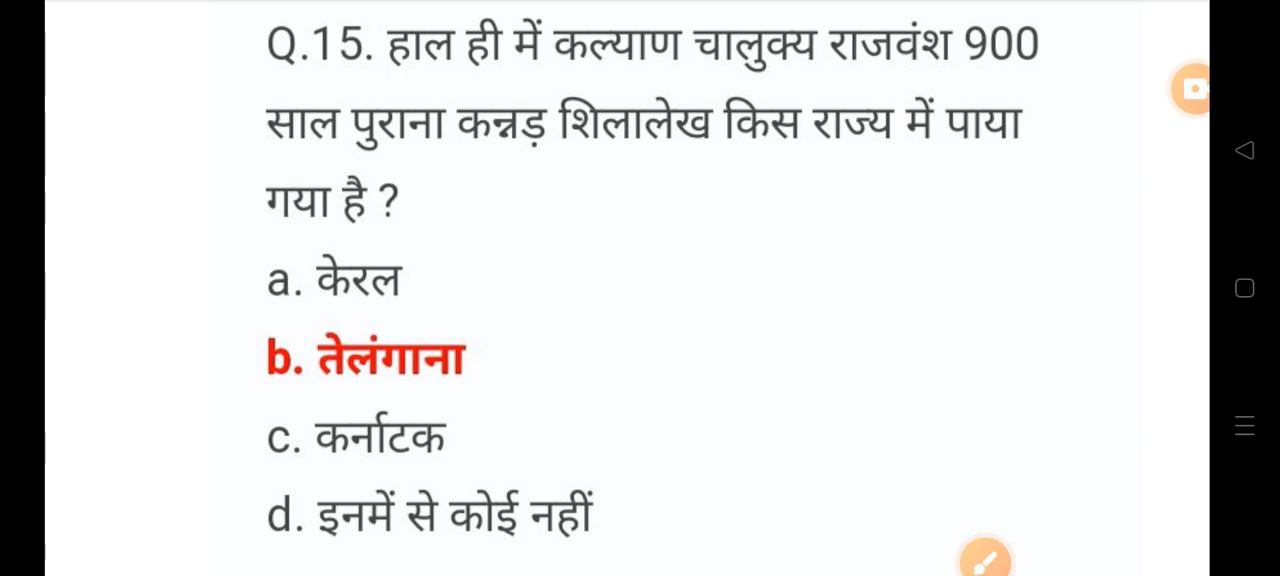 Q.15. हाल ही में कल्याण चालुक्य राजवंश 900
साल पुराना कन्नड़ शिलालेख किस राज्य में पाया
गया है ?
a. केरल
b. तेलंगाना
c. कर्नाटक
d. इनमें से कोई नहीं